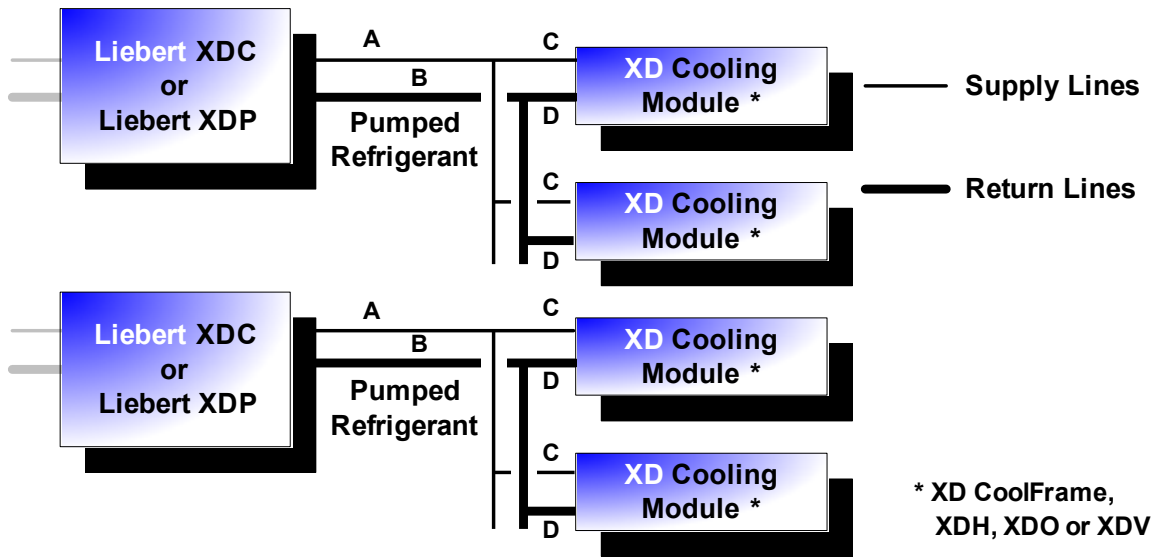 Liebert XDC
or
Liebert XDP
A
B
Pumped
Refrigerant
C
D
XD Cooling
Module *
C
D
XD Cooling
Module *
Supply Lines
Return Lines
Liebert XDC
or
Liebert XDP
A
B
Pumped
Refrigerant
C
D
XD Cooling
Module *
C
D
XD Cooling
Module *
* XD CoolFrame,
XDH, XDO or XDV